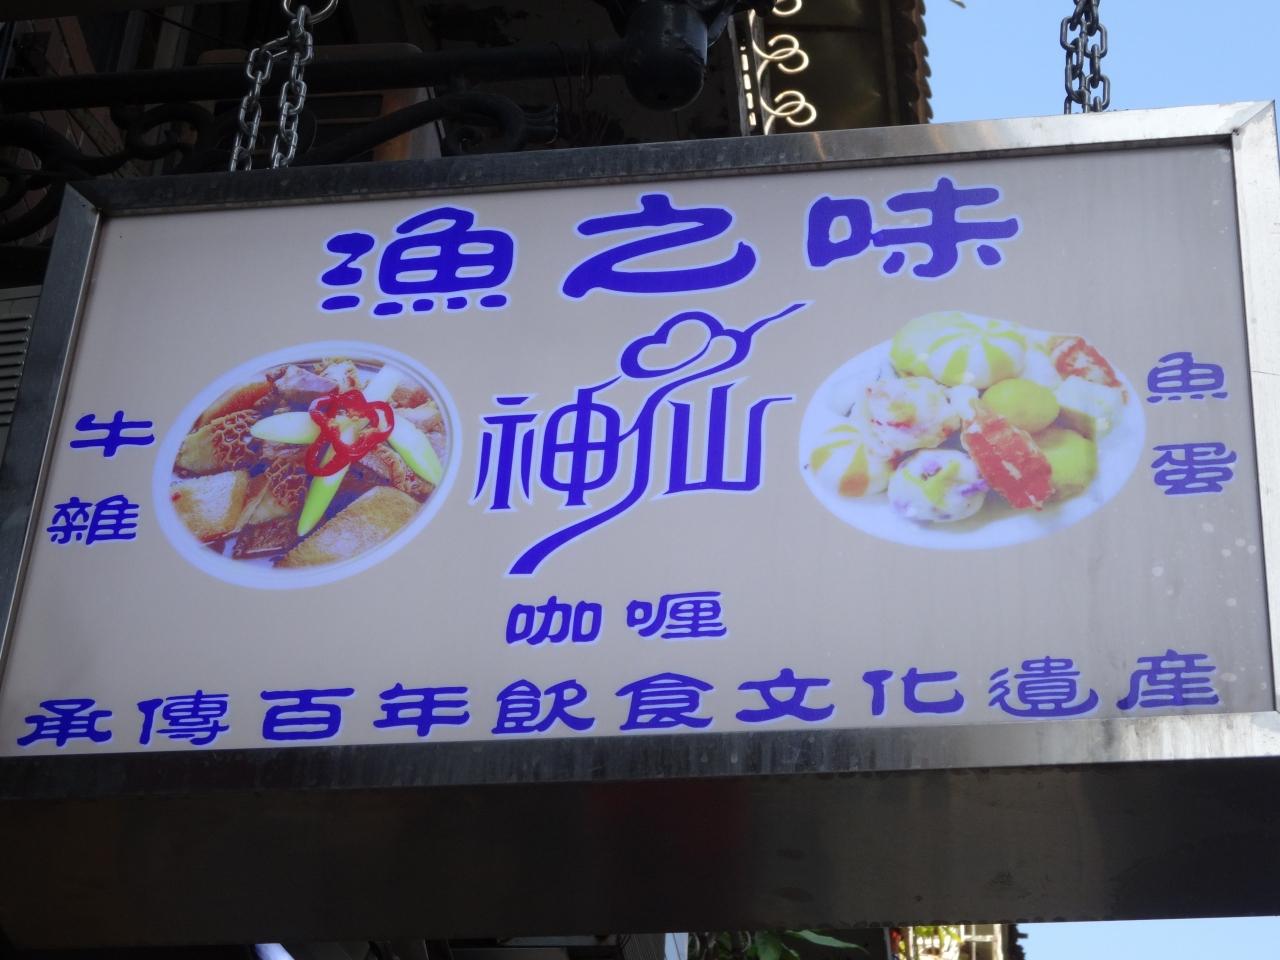 漁之味
神仙
牛雜
魚蛋
咖喱
承傳百年飲食文化遺産